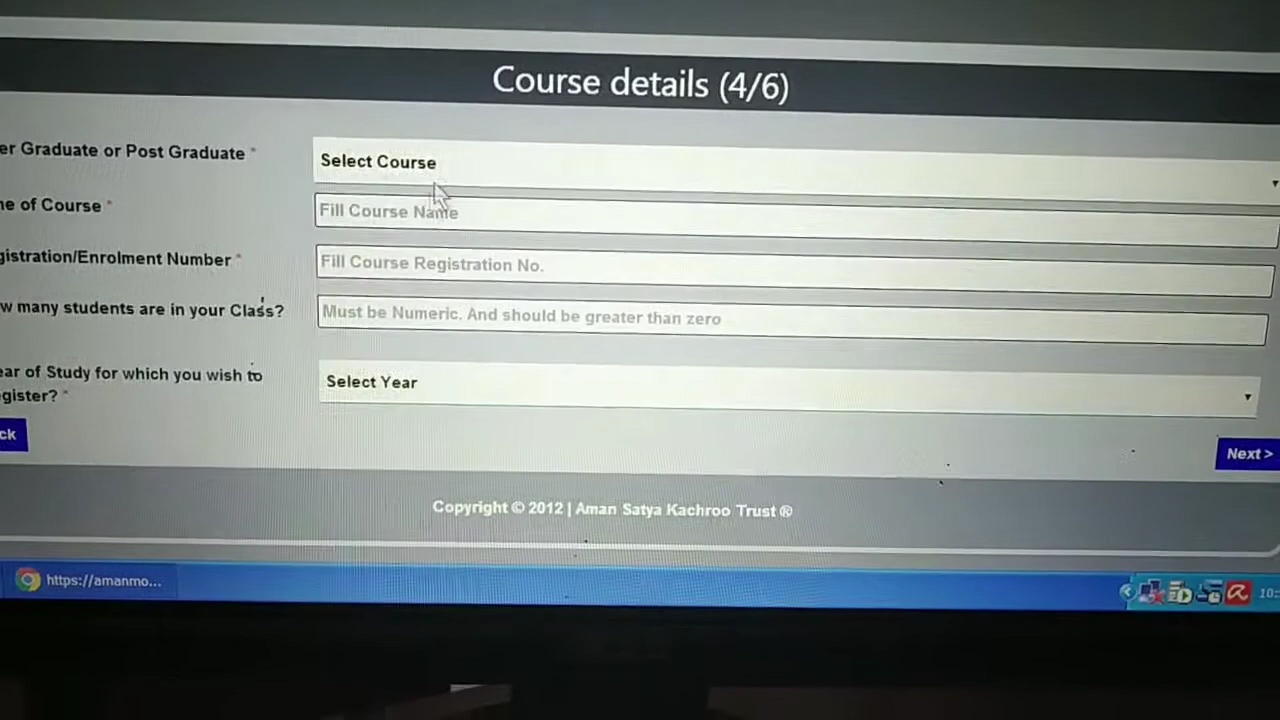 Course details (4/6)
er Graduate or Post Graduate *
Select Course
ne of Course *
Fill Course Name
gistration/Enrolment Number *
Fill Course Registration No.
w many students are in your Class?
Must be Numeric. And should be greater than zero
ar of Study for which you wish to
gister? *
Select Year
ck
Next >
Copyright © 2012 | Aman Satya Kachroo Trust ®
https://amanmo...
10: